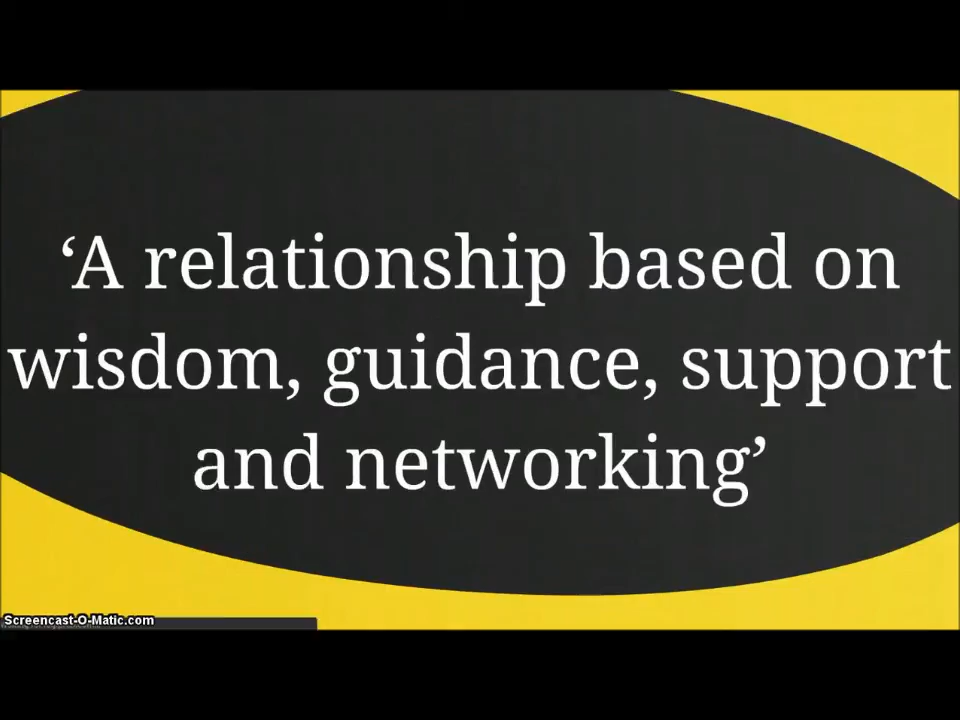 ‘A relationship based on
wisdom, guidance, support
and networking’
Screencast-O-Matic.com